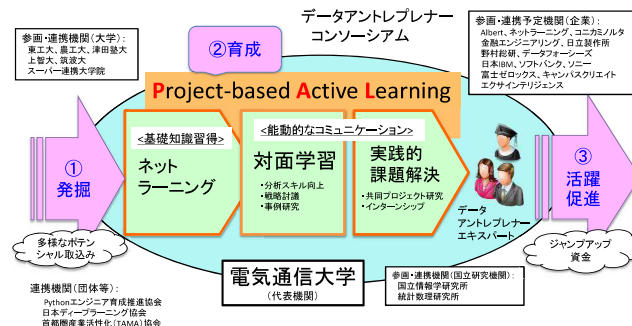 参画・連携機関（大学）：
東工大、農工大、津田塾大
上智大、筑波大
スーパー連携大学院
②育成
データアントレプレナー
コンソーシアム
参画・連携予定機関（企業）：
Albert、ネットラーニング、コニカミノルタ
金融エンジニアリング、日立製作所
野村総研、データフォーシーズ
日本IBM、ソフトバンク、ソニー
富士ゼロックス、キャンパスクリエイト
エクサインテリジェンス
Project-based Active Learning
①
発掘
<基礎知識習得>
ネット
ラーニング
<能動的なコミュニケーション>
対面学習
・分析スキル向上
・戦略討議
・事例研究
実践的
課題解決
・共同プロジェクト研究
・インターンシップ
データ
アントレプレナー
エキスパート
③
活躍
促進
多様なポテン
シャル取込み
ジャンプアップ
資金
電気通信大学
（代表機関）
参画・連携機関（国立研究機関）：
国立情報学研究所
統計数理研究所
連携機関（団体等）：
Pythonエンジニア育成推進協会
日本ディープラーニング協会
首都圏産業活性化（TAMA）協会